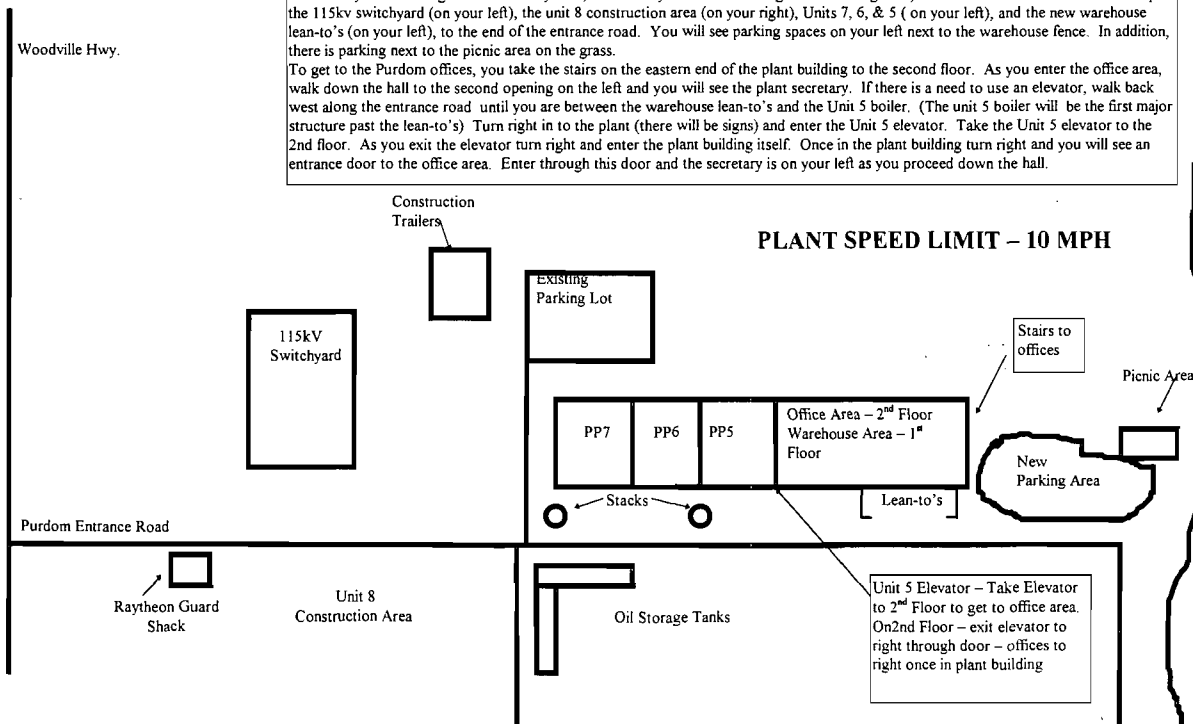 the 115kv switchyard (on your left), the unit 8 construction area (on your right), Units 7, 6, & 5 ( on your left), and the new warehouse
lean-to's (on your left), to the end of the entrance road. You will see parking spaces on your left next to the warehouse fence. In addition,
there is parking next to the picnic area on the grass.
To get to the Purdom offices, you take the stairs on the eastern end of the plant building to the second floor. As you enter the office area,
walk down the hall to the second opening on the left and you will see the plant secretary. If there is a need to use an elevator, walk back
west along the entrance road until you are between the warehouse lean-to's and the Unit 5 boiler. (The unit 5 boiler will be the first major
structure past the lean-to's) Turn right in to the plant (there will be signs) and enter the Unit 5 elevator. Take the Unit 5 elevator to the
2nd floor. As you exit the elevator turn right and enter the plant building itself. Once in the plant building turn right and you will see an
entrance door to the office area. Enter through this door and the secretary is on your left as you proceed down the hall.
Woodville Hwy.
Construction
Trailers
PLANT SPEED LIMIT – 10 MPH
Existing
Parking Lot
115kV
Switchyard
Stairs to
offices
Picnic Area
PP7
PP6
PP5
Office Area – 2nd Floor
Warehouse Area – 1st
Floor
New
Parking Area
Stacks
Lean-to's
Purdom Entrance Road
Raytheon Guard
Shack
Unit 8
Construction Area
Oil Storage Tanks
Unit 5 Elevator – Take Elevator
to 2nd Floor to get to office area.
On2nd Floor – exit elevator to
right through door – offices to
right once in plant building